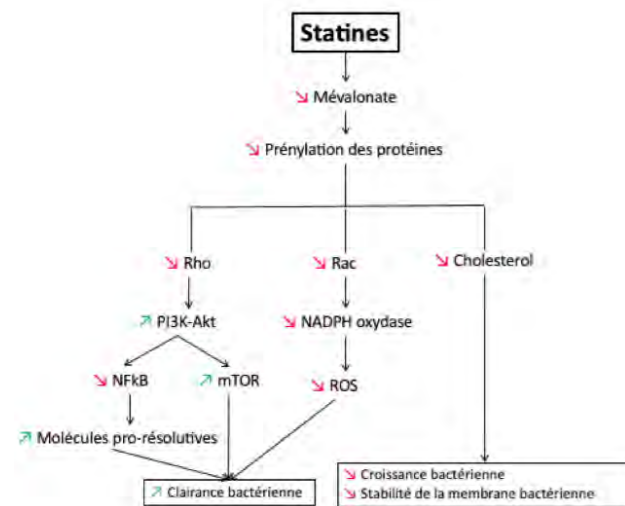 Statines
↘ Mévalonate
↘ Prénylation des protéines
↘ Rho
↘ Rac
↘ Cholesterol
↗ PI3K-Akt
↘ NADPH oxydase
↘ NFkB
↗ mTOR
↘ ROS
↗ Molécules pro-résolutives
↗ Clairance bactérienne
↘ Croissance bactérienne
↘ Stabilité de la membrane bactérienne